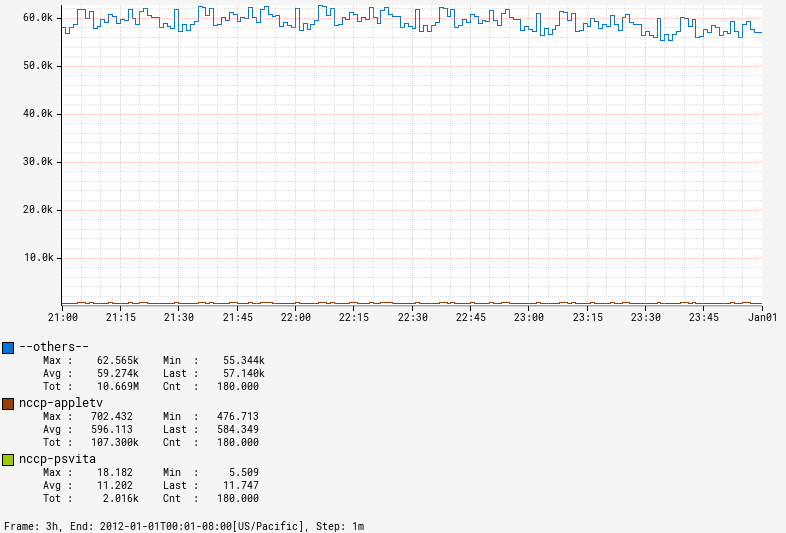 60.0k
50.0k
40.0k
30.0k
20.0k
10.0k
21:00 21:15 21:30 21:45 22:00 22:15 22:30 22:45 23:00 23:15 23:30 23:45 Jan01
--others--
Max : 62.565k Min : 55.344k
Avg : 59.274k Last : 57.140k
Tot : 10.669M Cnt : 180.000
nccp-appletv
Max : 702.432 Min : 476.713
Avg : 596.113 Last : 584.349
Tot : 107.300k Cnt : 180.000
nccp-psvita
Max : 18.182 Min : 5.509
Avg : 11.202 Last : 11.747
Tot : 2.016k Cnt : 180.000
Frame: 3h, End: 2012-01-01T00:01-08:00[US/Pacific], Step: 1m